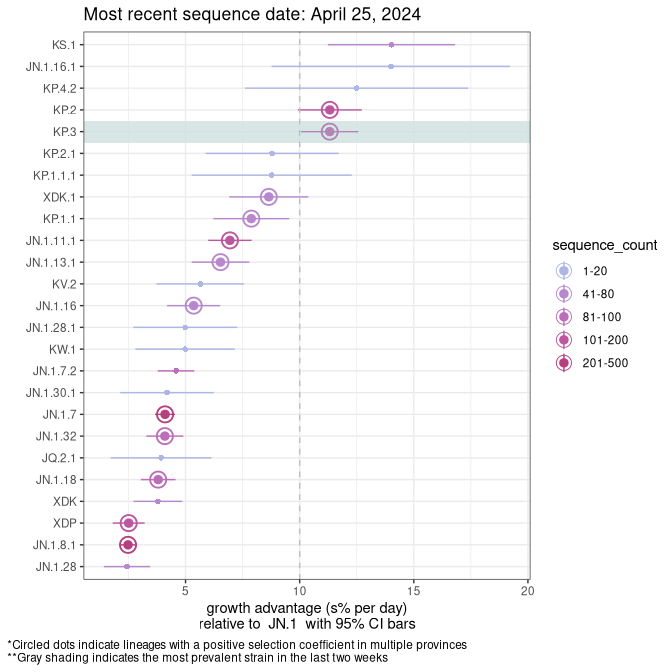 Most recent sequence date: April 25, 2024
KS.1
JN.1.16.1
KP.4.2
KP.2
KP.3
KP.2.1
KP.1.1.1
XDK.1
KP.1.1
JN.1.11.1
JN.1.13.1
KV.2
JN.1.16
JN.1.28.1
KW.1
JN.1.7.2
JN.1.30.1
JN.1.7
JN.1.32
JQ.2.1
JN.1.18
XDK
XDP
JN.1.8.1
JN.1.28
5 10 15 20
growth advantage (s% per day)
relative to JN.1 with 95% CI bars
sequence_count
1-20
41-80
81-100
101-200
201-500
*Circled dots indicate lineages with a positive selection coefficient in multiple provinces
**Gray shading indicates the most prevalent strain in the last two weeks